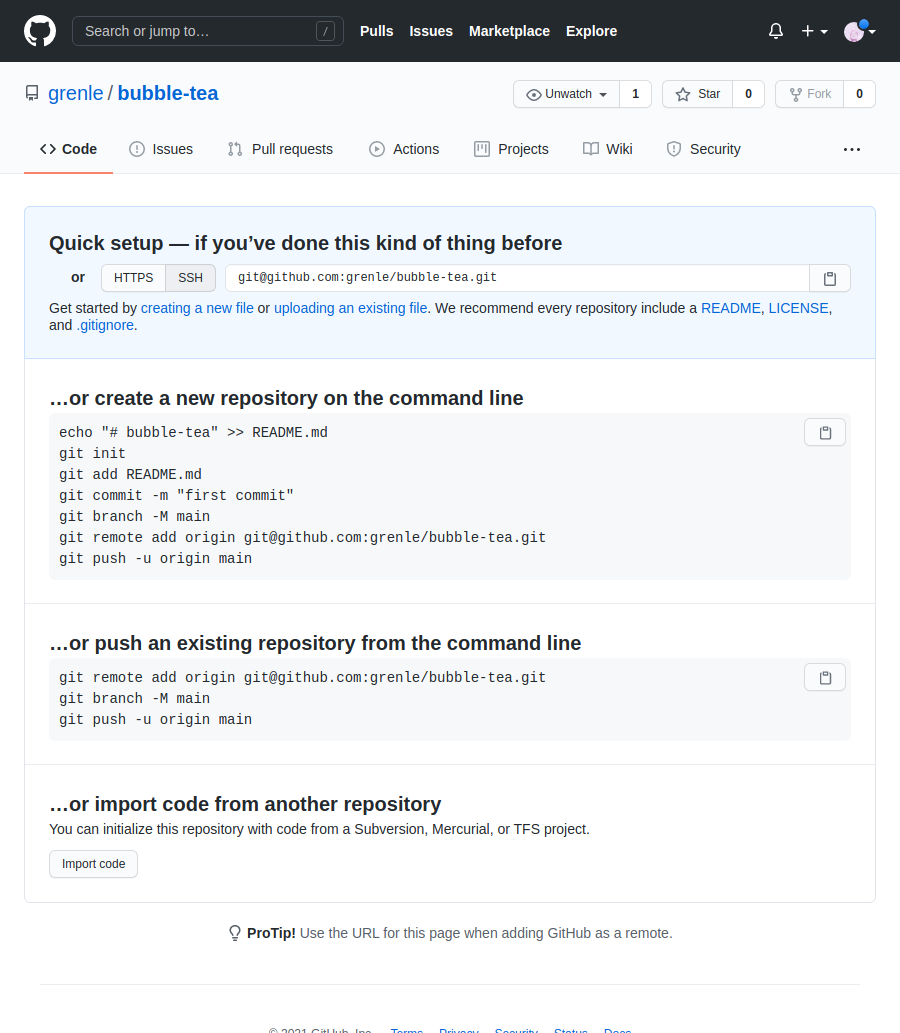 Search or jump to… /
Pulls Issues Marketplace Explore
grenle / bubble-tea
Unwatch 1 Star 0 Fork 0
Code Issues Pull requests Actions Projects Wiki Security
Quick setup — if you’ve done this kind of thing before
or HTTPS SSH git@github.com:grenle/bubble-tea.git
Get started by creating a new file or uploading an existing file. We recommend every repository include a README, LICENSE,
and .gitignore.
…or create a new repository on the command line
echo "# bubble-tea" >> README.md
git init
git add README.md
git commit -m "first commit"
git branch -M main
git remote add origin git@github.com:grenle/bubble-tea.git
git push -u origin main
…or push an existing repository from the command line
git remote add origin git@github.com:grenle/bubble-tea.git
git branch -M main
git push -u origin main
…or import code from another repository
You can initialize this repository with code from a Subversion, Mercurial, or TFS project.
Import code
ProTip! Use the URL for this page when adding GitHub as a remote.
© 2021 GitHub, Inc. Terms Privacy Security Status Docs